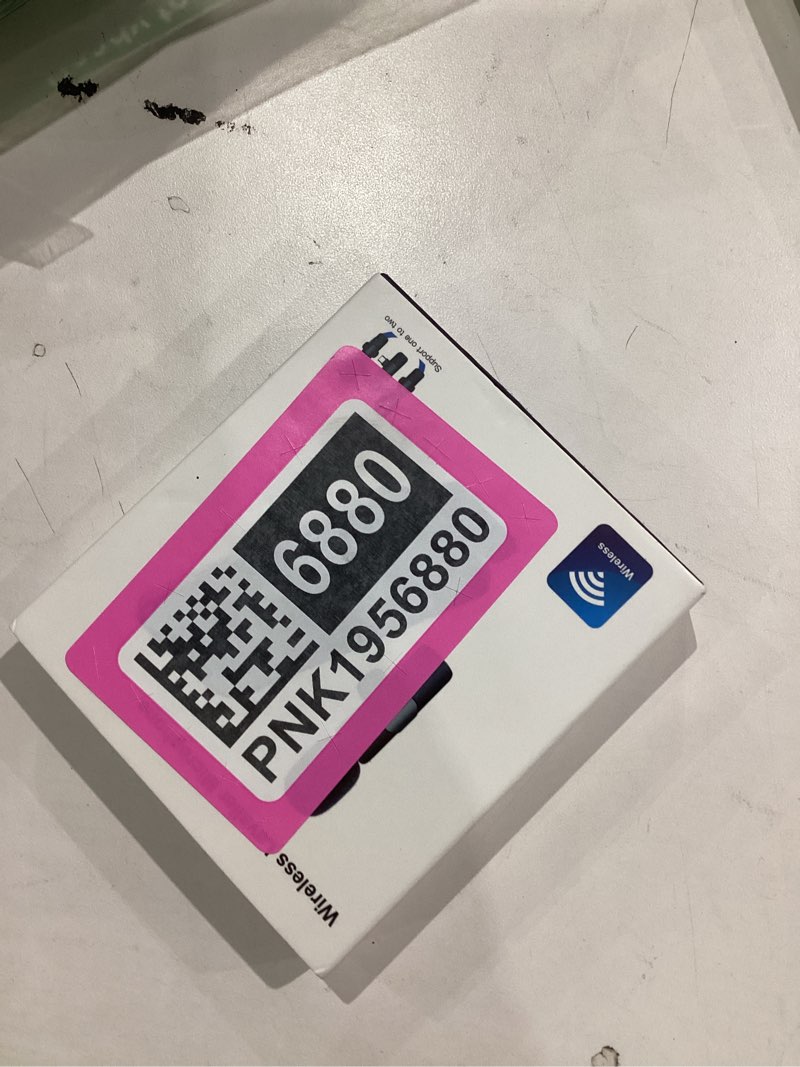 Support one to two
Wireless
6880
PNK1956880
Wireless